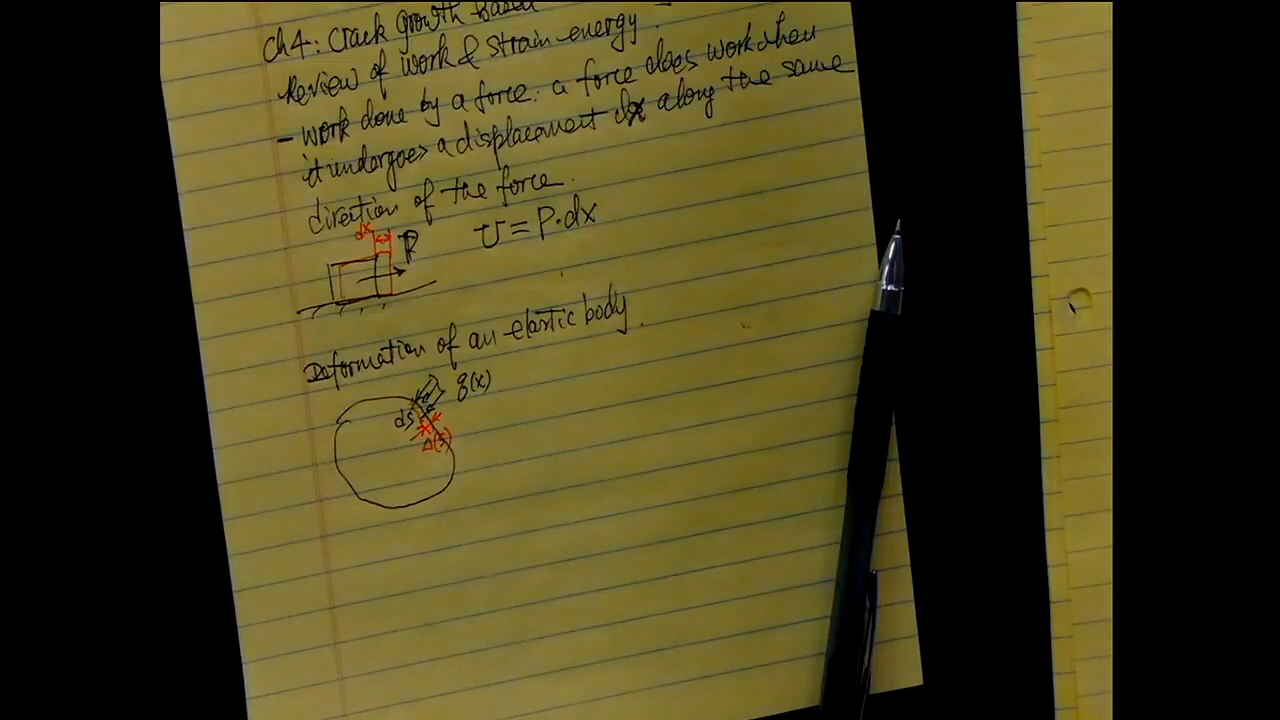 Ch4: Crack growth based
Review of work & strain energy.
- work done by a force: a force does work when
it undergoes a displacement dx along the same
direction of the force.
dx P U = P·dx
Deformation of an elastic body.
q(x)
ds
Δ(s)